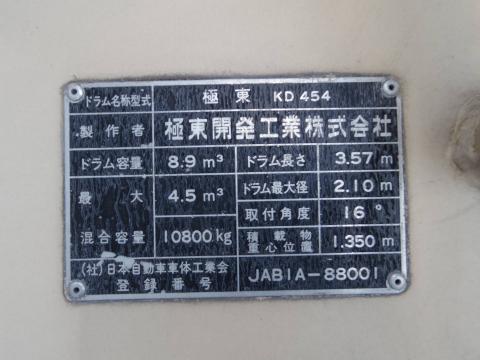 ドラム名称型式 極東 KD454
製作者 極東開発工業株式会社
ドラム容量 8.9 m³ ドラム長さ 3.57 m
最大 4.5 m³ ドラム最大径 2.10 m
取付角度 16°
混合容量 10800kg 積載物重心位置 1.350 m
(社)日本自動車車体工業会
登録番号 JABIA-88001